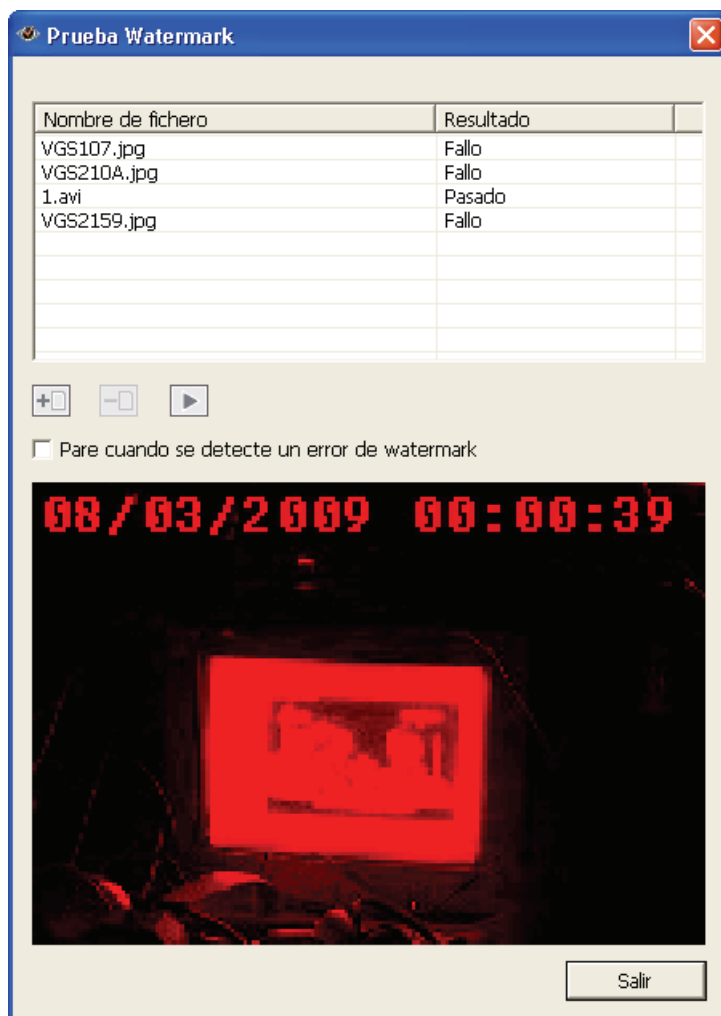 Prueba Watermark
Nombre de fichero Resultado
VGS107.jpg Fallo
VGS210A.jpg Fallo
1.avi Pasado
VGS2159.jpg Fallo
Pare cuando se detecte un error de watermark
08/03/2009 00:00:39
Salir